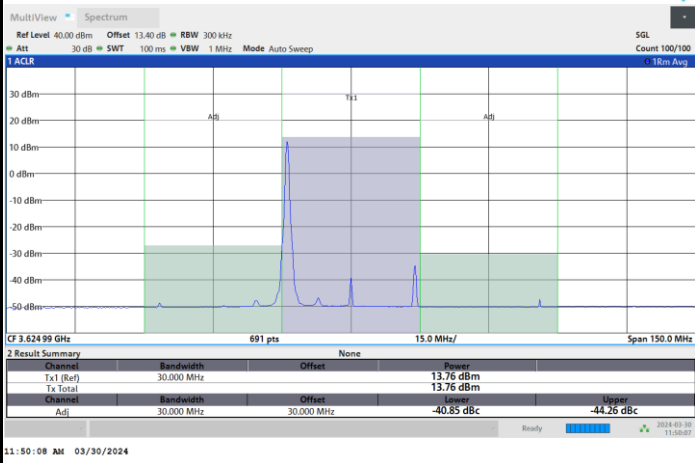 MultiView Spectrum
Ref Level 40.00 dBm Offset 13.40 dB RBW 300 kHz SGL
Att 30 dB SWT 100 ms VBW 1 MHz Mode Auto Sweep Count 100/100
1 ACLR 1Rm Avg
30 dBm
Tx1
20 dBm
Adj Adj
10 dBm
0 dBm
-10 dBm
-20 dBm
-30 dBm
-40 dBm
-50 dBm
CF 3.624 99 GHz 691 pts 15.0 MHz/ Span 150.0 MHz
2 Result Summary None
Channel Bandwidth Offset Power
Tx1 (Ref) 30.000 MHz 13.76 dBm
Tx Total 13.76 dBm
Channel Bandwidth Offset Lower Upper
Adj 30.000 MHz 30.000 MHz -40.85 dBc -44.26 dBc
Ready 2024-03-30
11:50:07
11:50:08 AM 03/30/2024